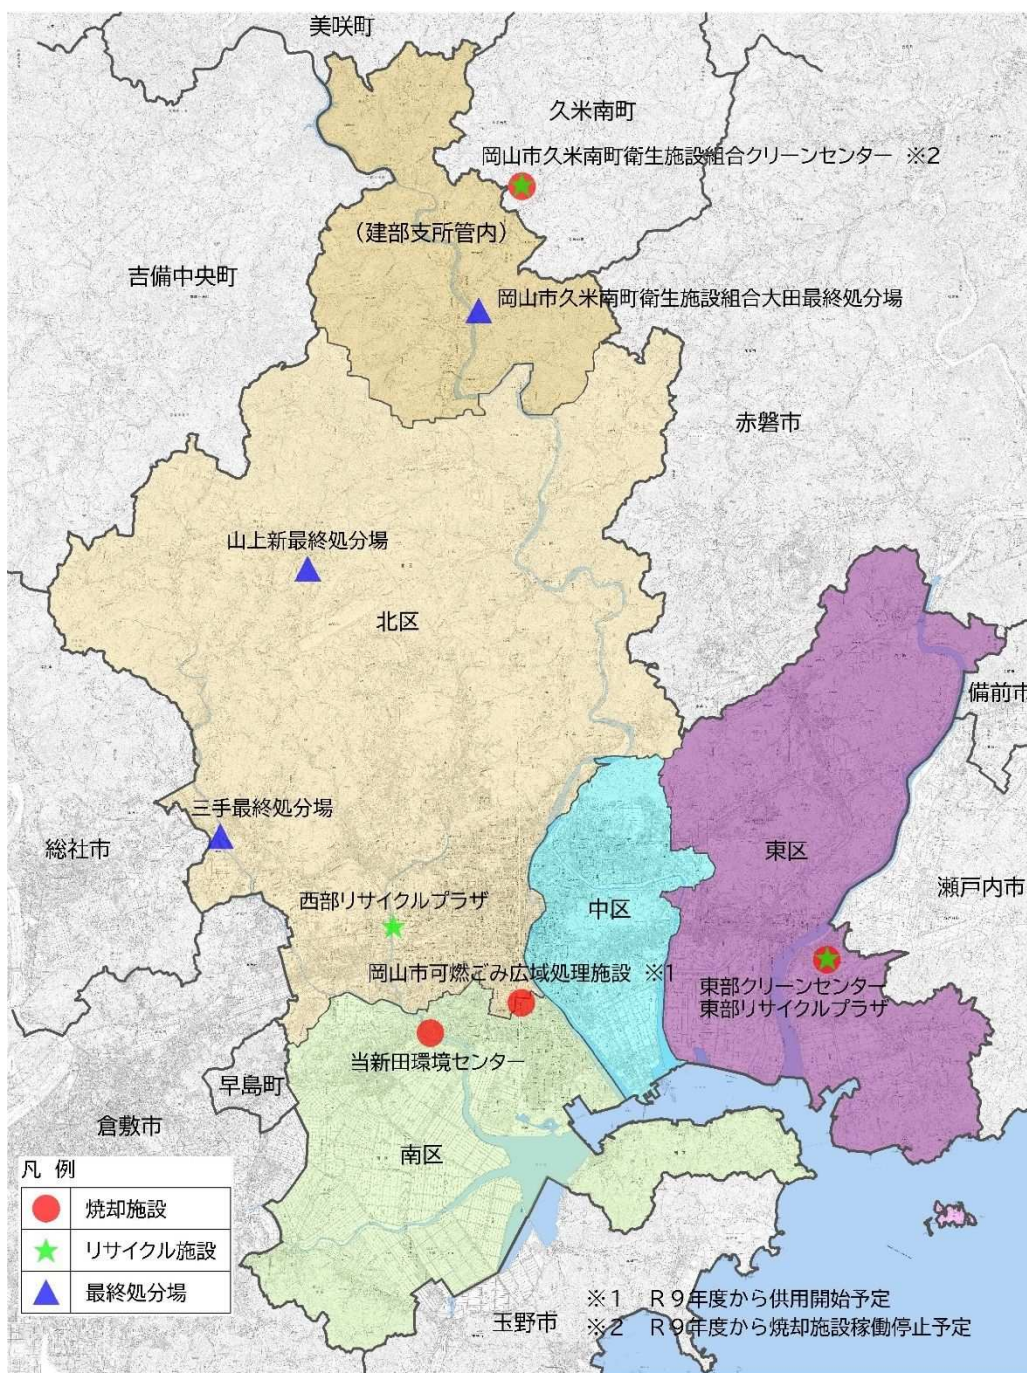 美咲町
久米南町
岡山市久米南町衛生施設組合クリーンセンター ※2
(建部支所管内)
吉備中央町
岡山市久米南町衛生施設組合大田最終処分場
赤磐市
山上新最終処分場
北区
備前市
三手最終処分場
総社市
東区
瀬戸内市
西部リサイクルプラザ
中区
岡山市可燃ごみ広域処理施設 ※1
東部クリーンセンター
東部リサイクルプラザ
当新田環境センター
早島町
倉敷市
南区
凡 例
焼却施設
リサイクル施設
最終処分場
玉野市
※1 R9年度から供用開始予定
※2 R9年度から焼却施設稼働停止予定